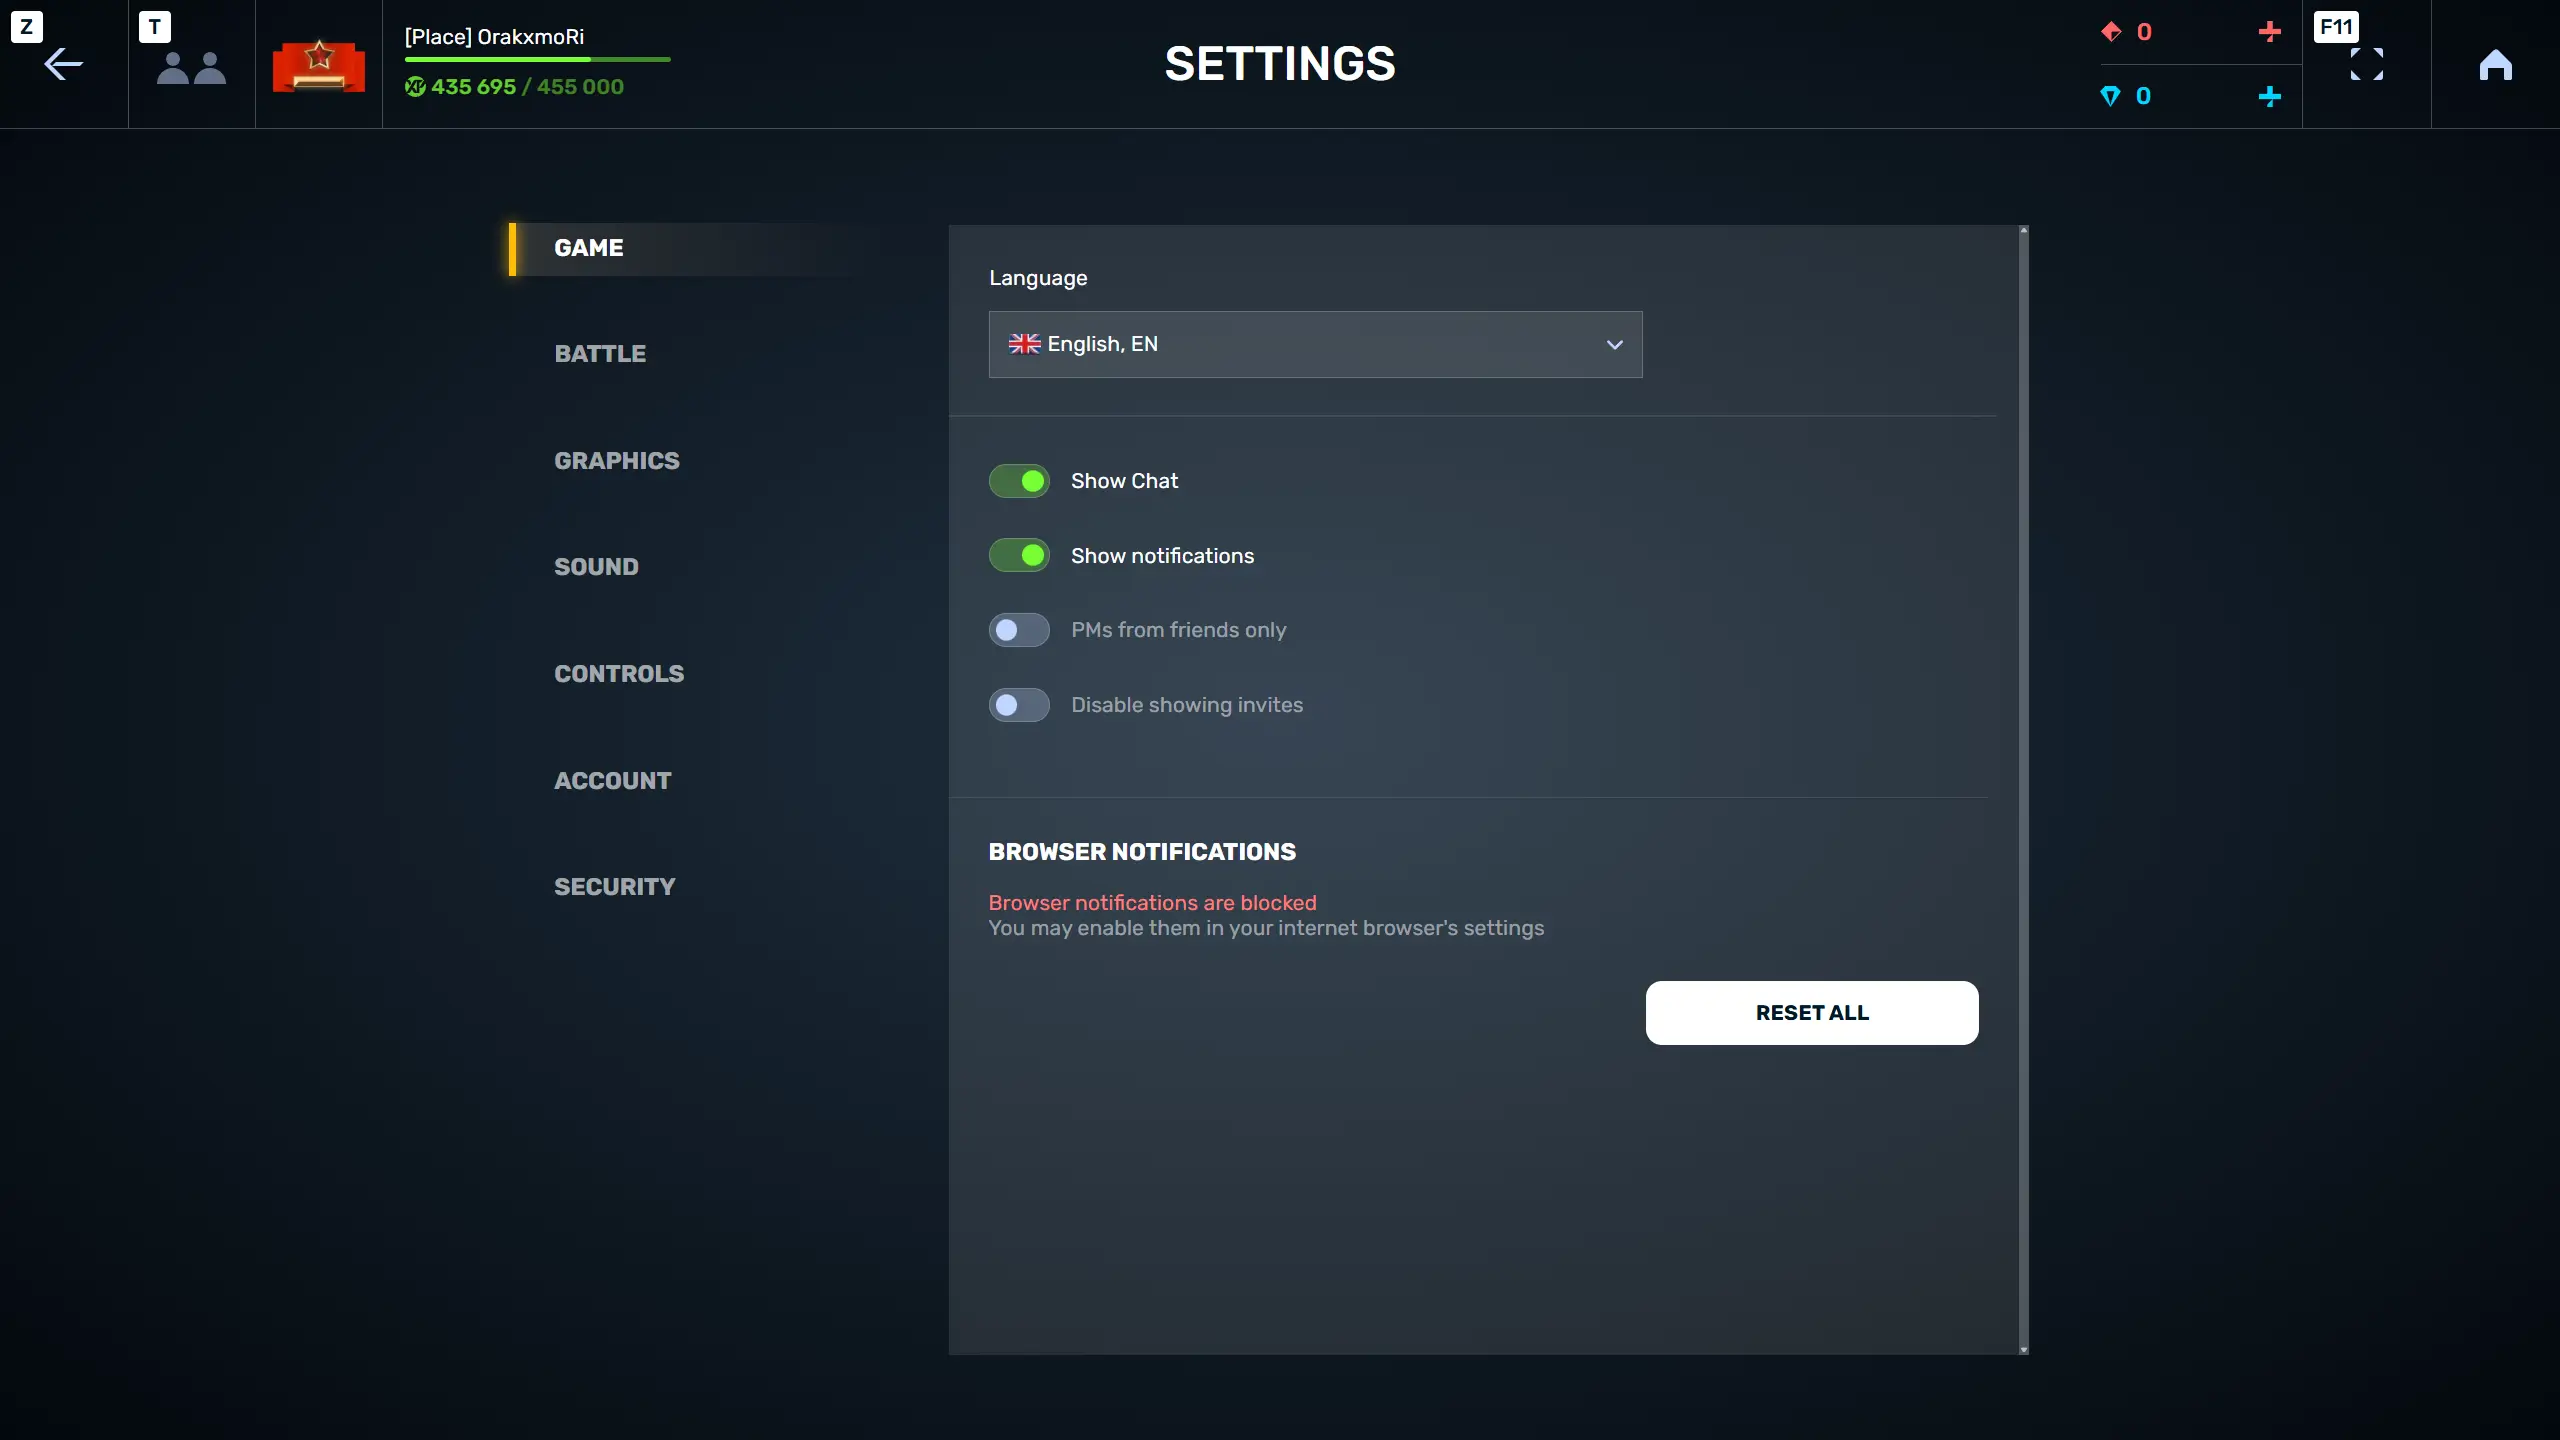 Z
T
[Place] OrakxmoRi
XP 435 695 / 455 000
SETTINGS
0
0
F11
GAME
BATTLE
GRAPHICS
SOUND
CONTROLS
ACCOUNT
SECURITY
Language
English, EN
Show Chat
Show notifications
PMs from friends only
Disable showing invites
BROWSER NOTIFICATIONS
Browser notifications are blocked
You may enable them in your internet browser's settings
RESET ALL